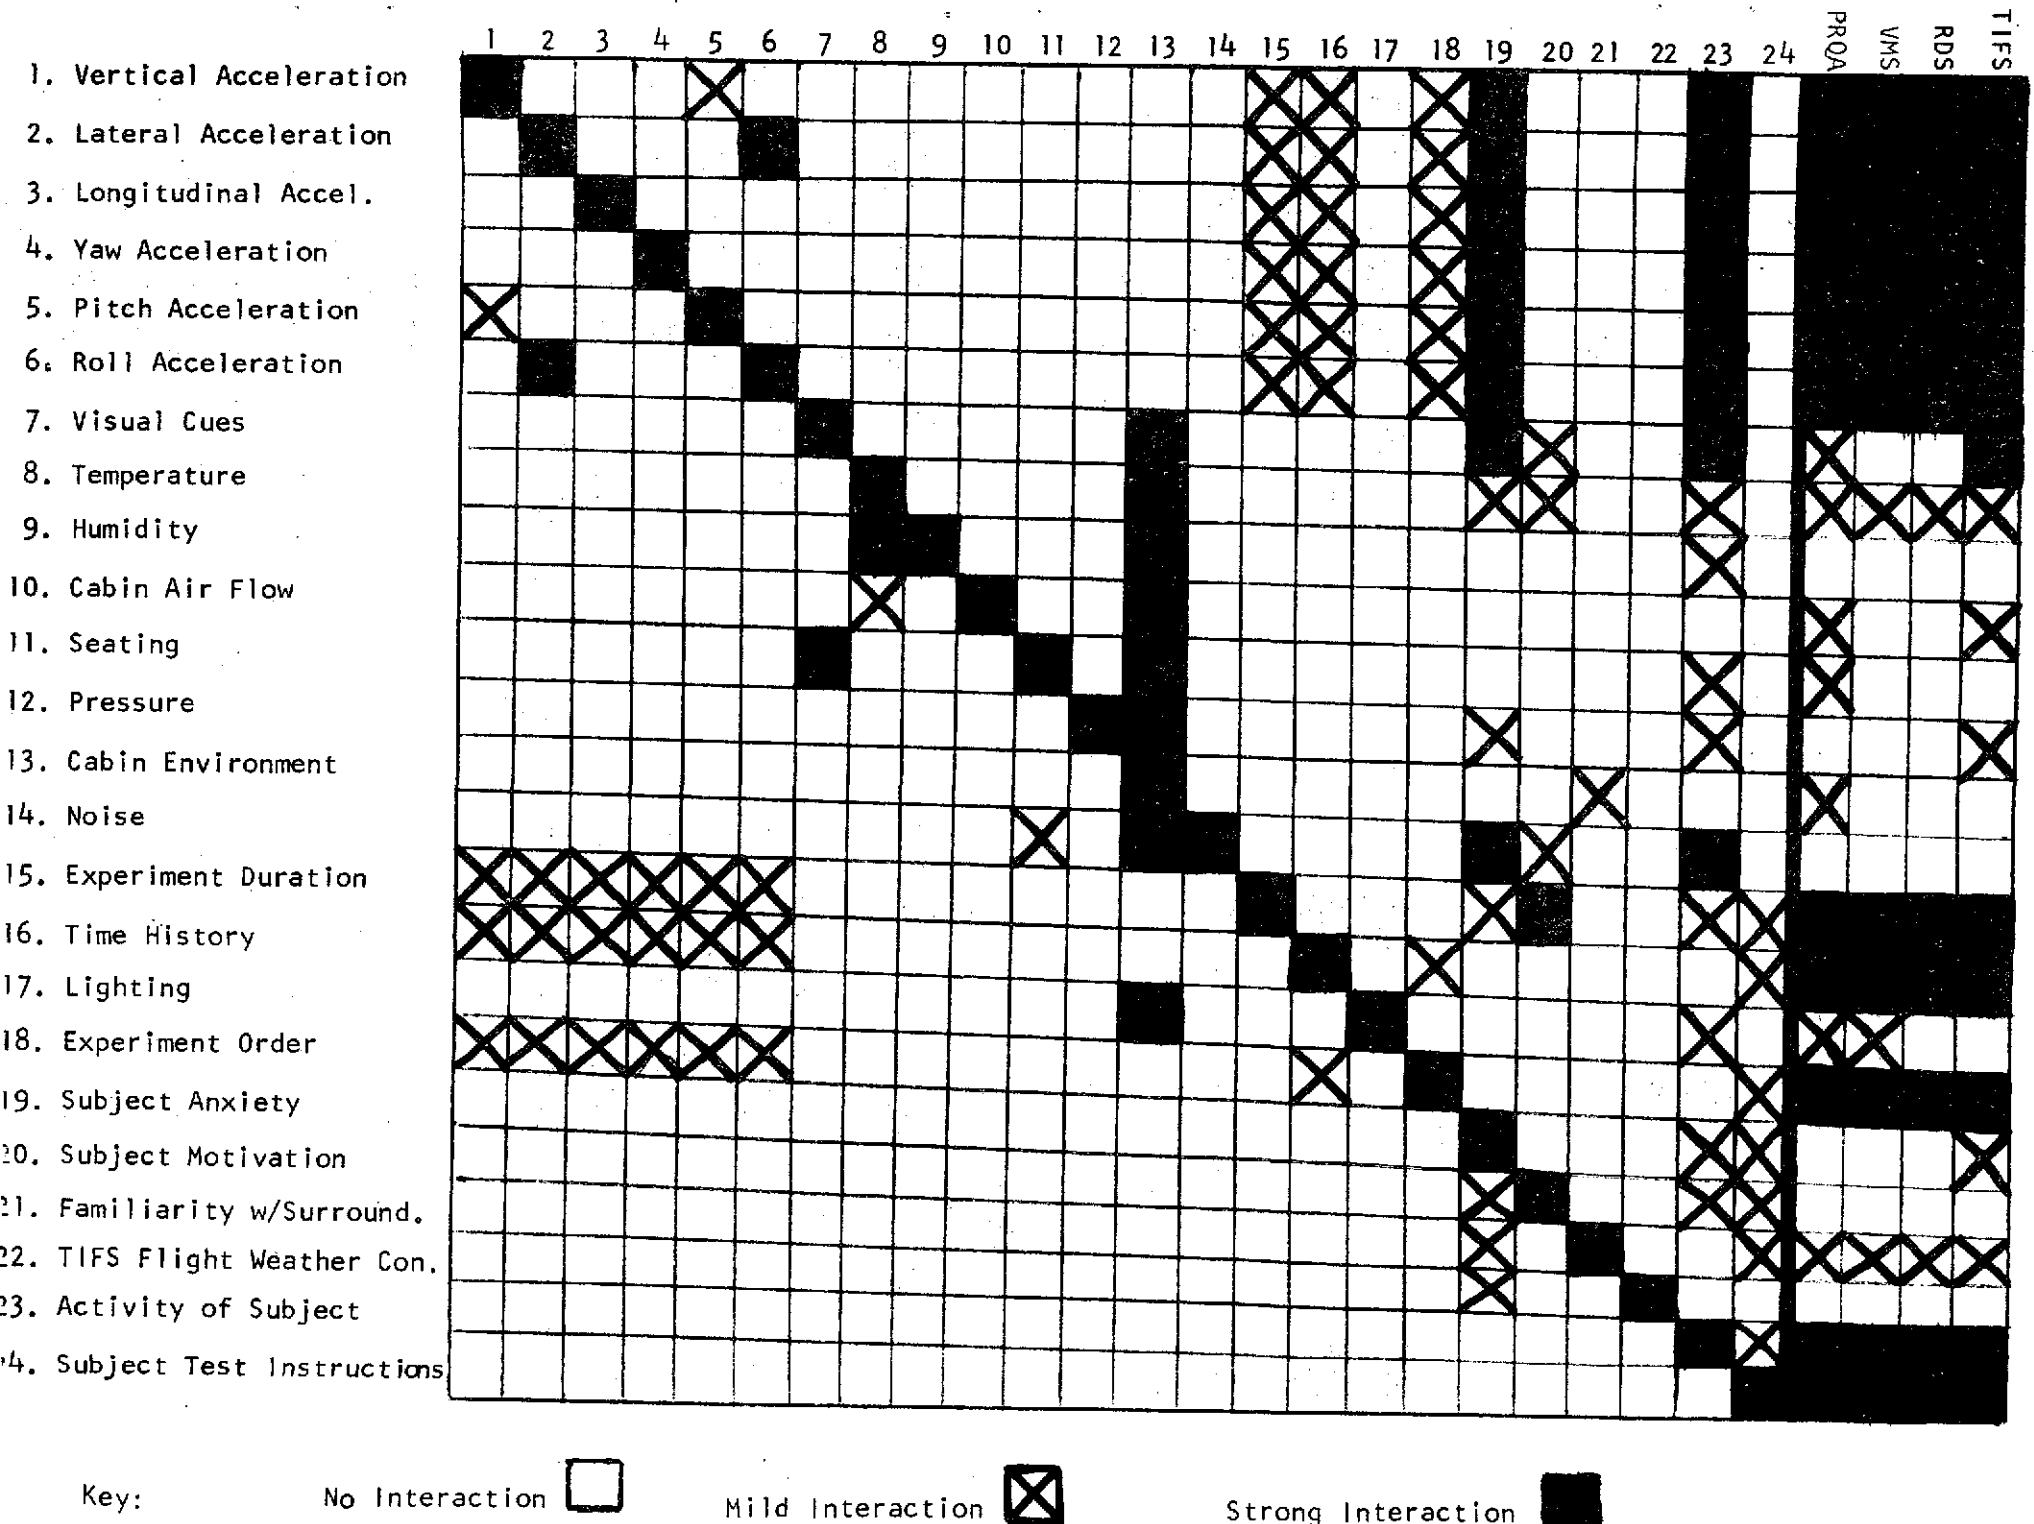 1 2 3 4 5 6 7 8 9 10 11 12 13 14 15 16 17 18 19 20 21 22 23 24 PRQA VMS RDS TIFS
1. Vertical Acceleration
2. Lateral Acceleration
3. Longitudinal Accel.
4. Yaw Acceleration
5. Pitch Acceleration
6. Roll Acceleration
7. Visual Cues
8. Temperature
9. Humidity
10. Cabin Air Flow
11. Seating
12. Pressure
13. Cabin Environment
14. Noise
15. Experiment Duration
16. Time History
17. Lighting
18. Experiment Order
19. Subject Anxiety
20. Subject Motivation
21. Familiarity w/Surround.
22. TIFS Flight Weather Con.
23. Activity of Subject
4. Subject Test Instructions
Key: No Interaction Mild Interaction Strong Interaction